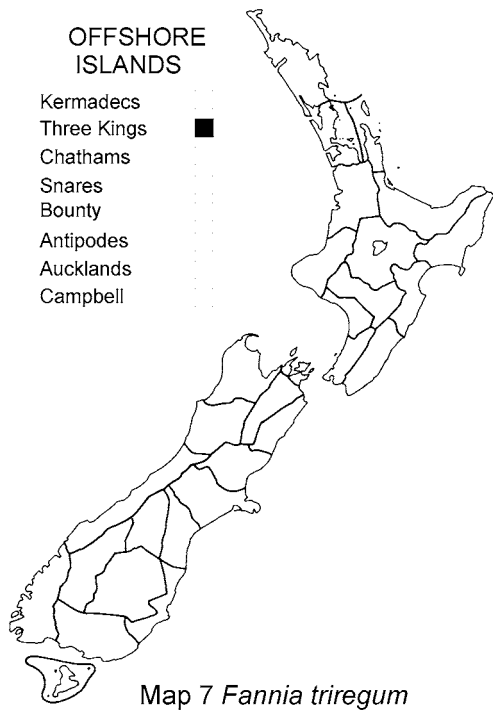 OFFSHORE
ISLANDS
Kermadecs
Three Kings
Chathams
Snares
Bounty
Antipodes
Aucklands
Campbell
Map 7 Fannia triregum